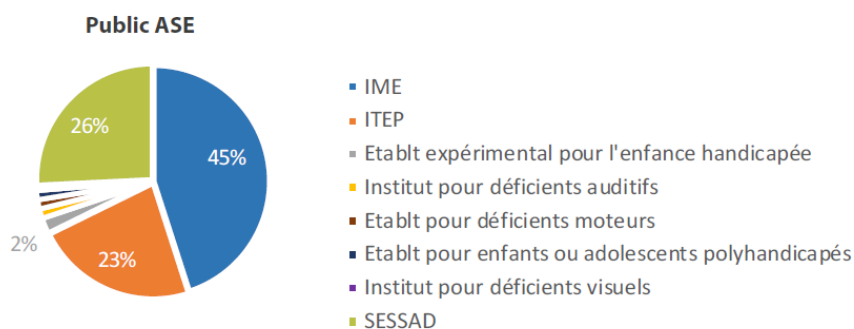 Public ASE
26%
45%
2%
23%
IME
ITEP
Etablt expérimental pour l'enfance handicapée
Institut pour déficients auditifs
Etablt pour déficients moteurs
Etablt pour enfants ou adolescents polyhandicapés
Institut pour déficients visuels
SESSAD